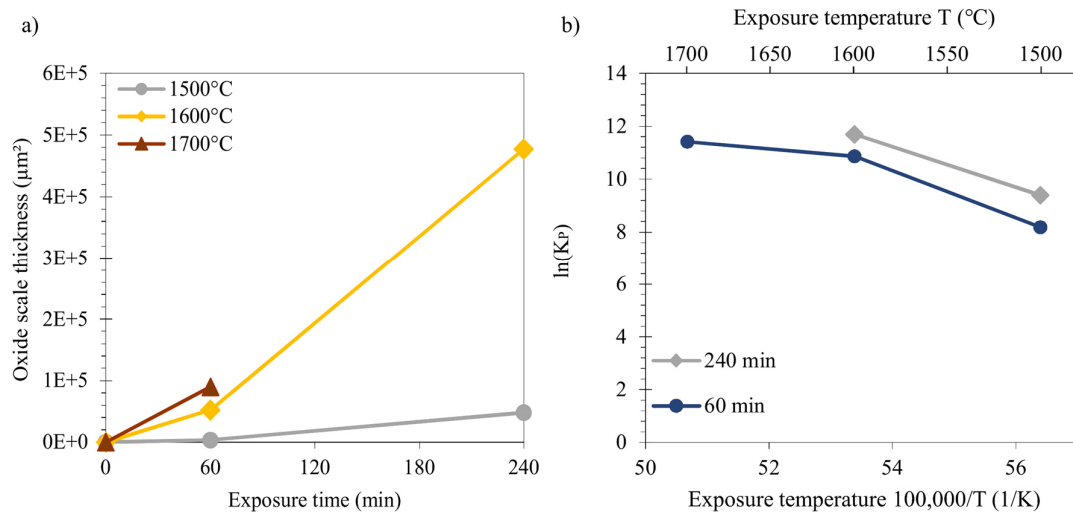 a)
Oxide scale thickness (µm²)
6E+5
5E+5
4E+5
3E+5
2E+5
1E+5
0E+0
1500°C
1600°C
1700°C
0
60
120
180
240
Exposure time (min)
b)
Exposure temperature T (°C)
1700
1650
1600
1550
1500
ln(KP)
14
12
10
8
6
4
2
0
240 min
60 min
50
52
54
56
Exposure temperature 100,000/T (1/K)